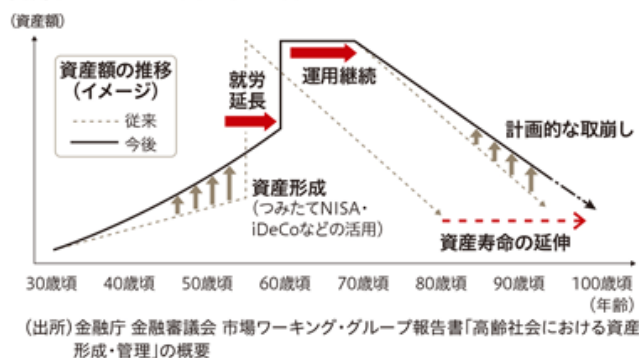 (資産額)
資産額の推移
(イメージ)
従来
今後
就労
延長
運用継続
計画的な取崩し
資産形成
(つみたてNISA・
iDeCoなどの活用)
資産寿命の延伸
30歳頃 40歳頃 50歳頃 60歳頃 70歳頃 80歳頃 90歳頃 100歳頃
(年齢)
(出所)金融庁 金融審議会 市場ワーキング・グループ報告書「高齢社会における資産
形成・管理」の概要